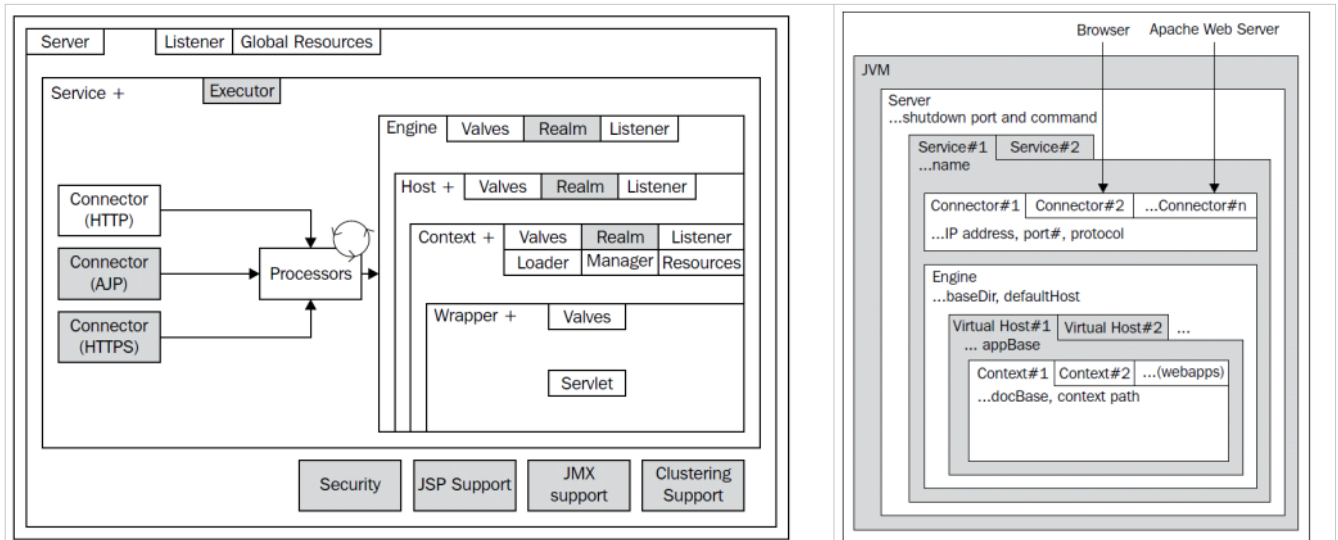 Server
Listener
Global Resources
Service +
Executor
Engine
Valves
Realm
Listener
Host +
Valves
Realm
Listener
Context +
Valves
Realm
Listener
Loader
Manager
Resources
Wrapper +
Valves
Servlet
Connector
(HTTP)
Connector
(AJP)
Connector
(HTTPS)
Processors
Security
JSP Support
JMX
support
Clustering
Support
Browser
Apache Web Server
JVM
Server
...shutdown port and command
Service#1
Service#2
...name
Connector#1
Connector#2
...Connector#n
...IP address, port#, protocol
Engine
...baseDir, defaultHost
Virtual Host#1
Virtual Host#2
...
... appBase
Context#1
Context#2
...(webapps)
...docBase, context path